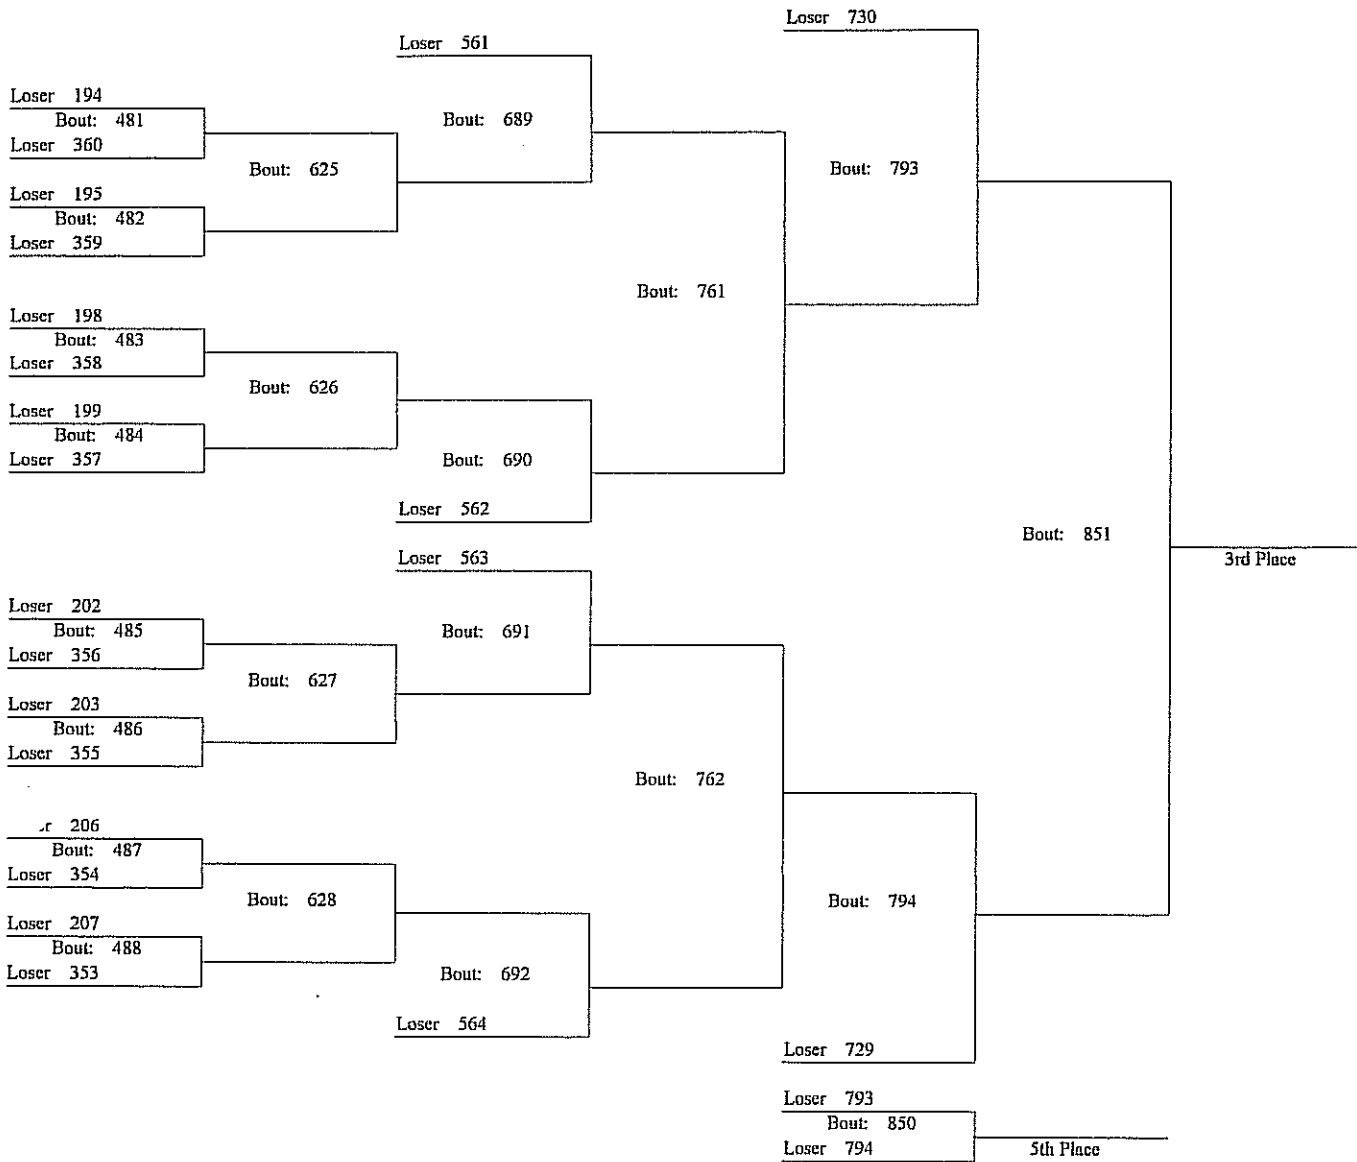 Loser 730
Loser 561
Loser 194
Bout: 481
Loser 360
Bout: 689
Bout: 625
Bout: 793
Loser 195
Bout: 482
Loser 359
Bout: 761
Loser 198
Bout: 483
Loser 358
Bout: 626
Loser 199
Bout: 484
Loser 357
Bout: 690
Loser 562
Bout: 851
3rd Place
Loser 563
Loser 202
Bout: 485
Loser 356
Bout: 691
Bout: 627
Loser 203
Bout: 486
Loser 355
Bout: 762
206
Bout: 487
Loser 354
Bout: 628
Bout: 794
Loser 207
Bout: 488
Loser 353
Bout: 692
Loser 564
Loser 729
Loser 793
Bout: 850
Loser 794
5th Place